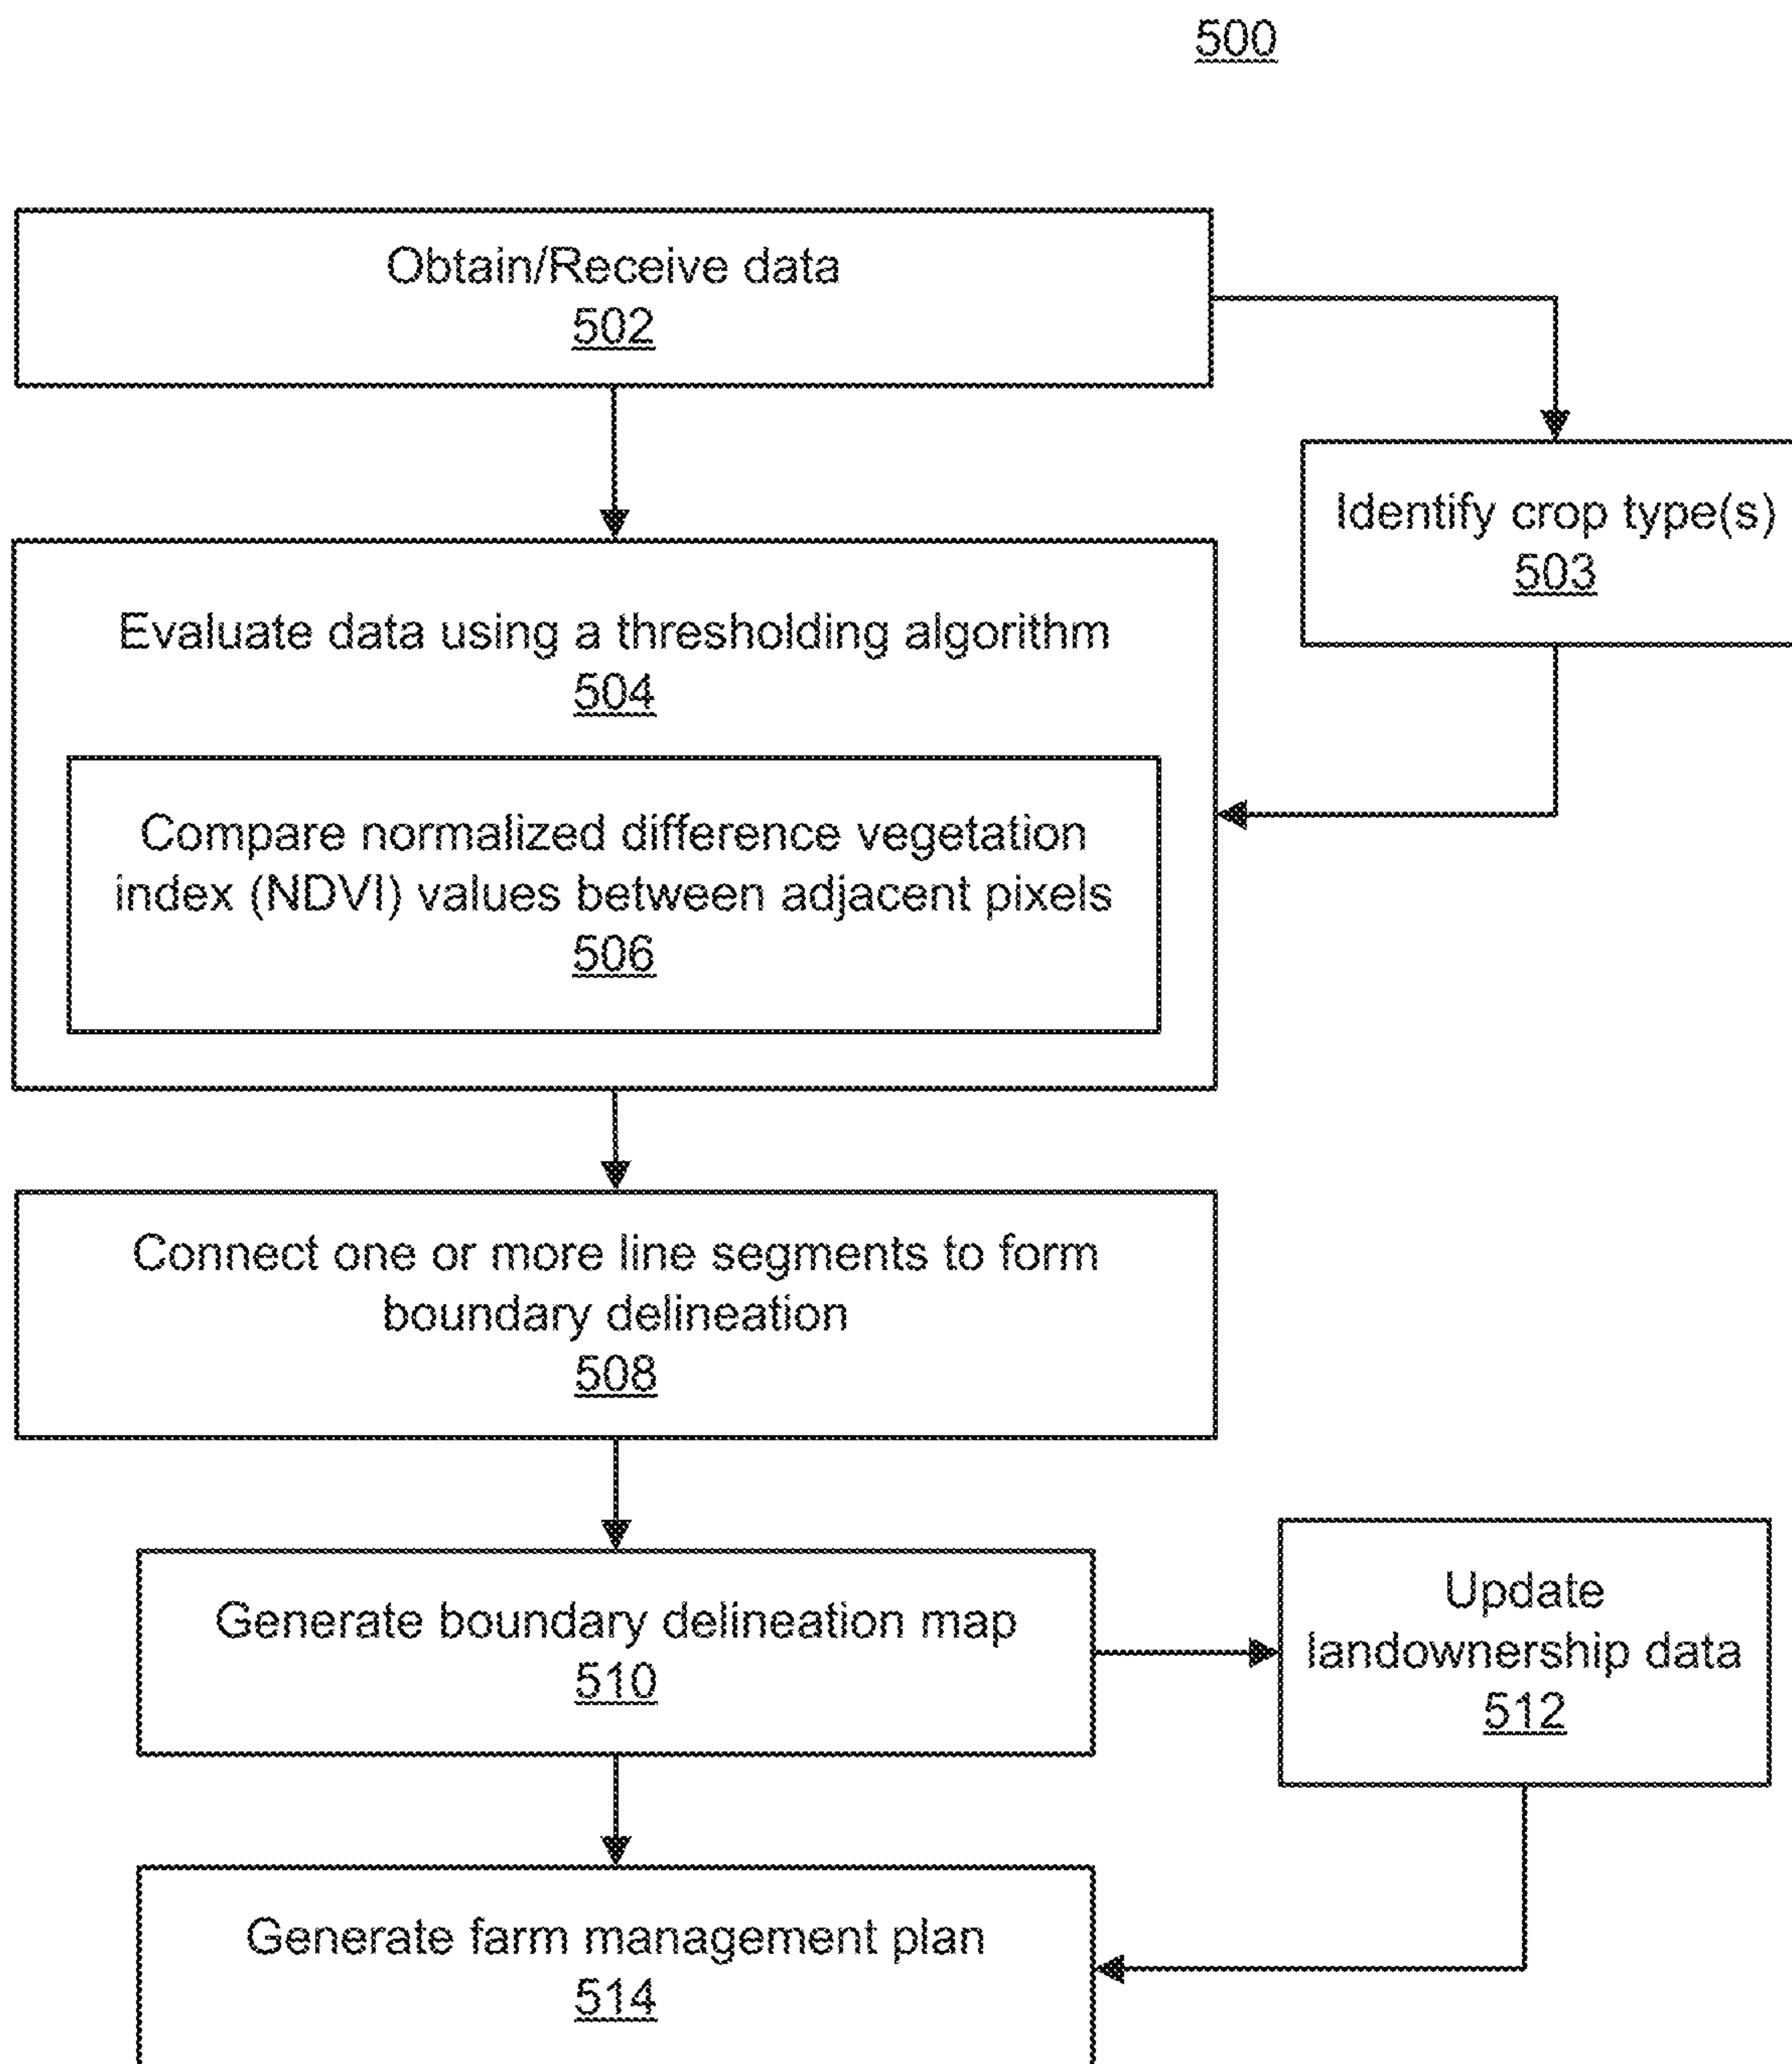 500
Obtain/Receive data
502
Identify crop type(s)
503
Evaluate data using a thresholding algorithm
504
Compare normalized difference vegetation
index (NDVI) values between adjacent pixels
506
Connect one or more line segments to form
boundary delineation
508
Generate boundary delineation map
510
Update
landownership data
512
Generate farm management plan
514